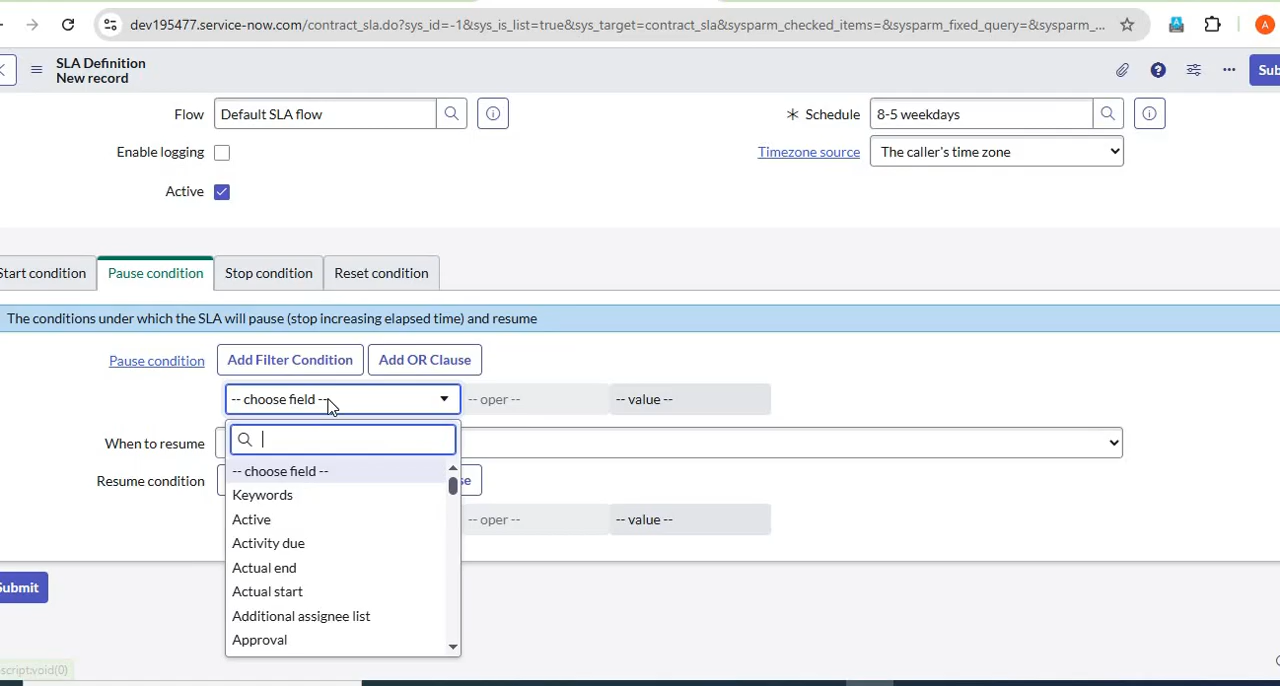 dev195477.service-now.com/contract_sla.do?sys_id=-1&sys_is_list=true&sys_target=contract_sla&sysparm_checked_items=&sysparm_fixed_query=&sysparm_...
A
SLA Definition
New record
Sub
Flow
Default SLA flow
Schedule
8-5 weekdays
Enable logging
Timezone source
The caller's time zone
Active
Start condition
Pause condition
Stop condition
Reset condition
The conditions under which the SLA will pause (stop increasing elapsed time) and resume
Pause condition
Add Filter Condition
Add OR Clause
-- choose field --
-- oper --
-- value --
When to resume
-- choose field --
Resume condition
se
Keywords
Active
-- oper --
-- value --
Activity due
Actual end
Submit
Actual start
Additional assignee list
Approval
script:void(0)